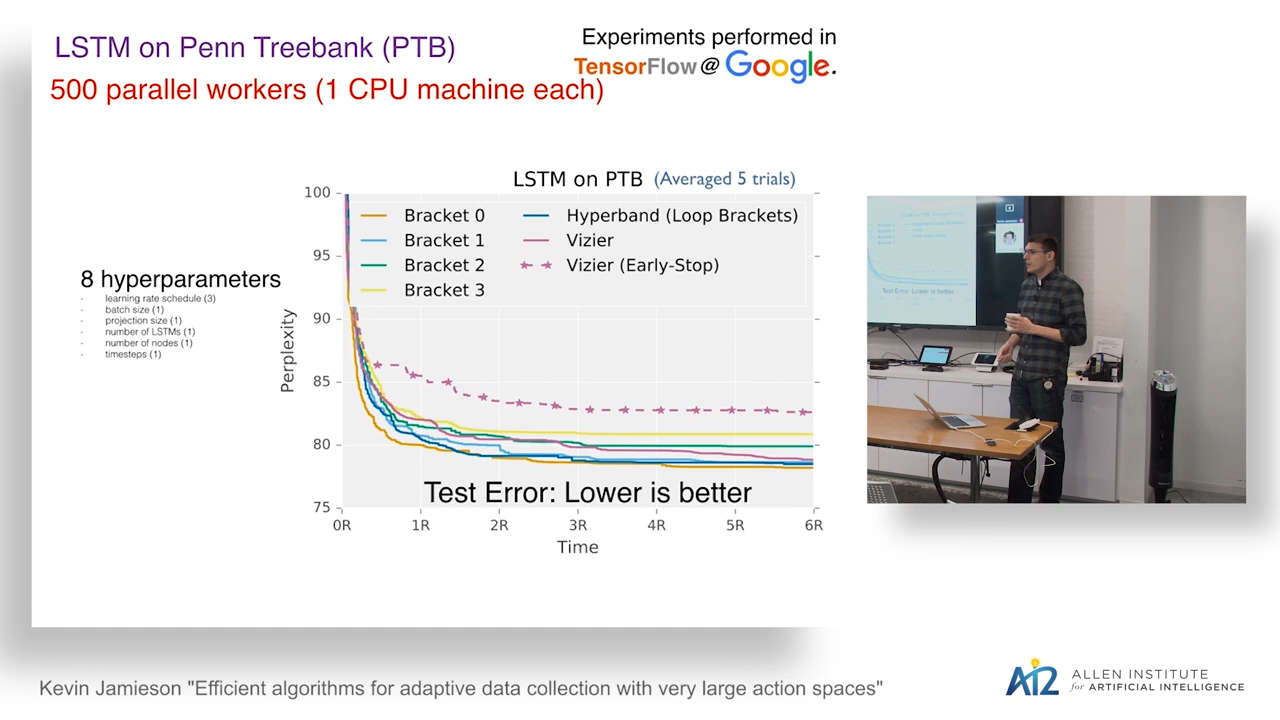 LSTM on Penn Treebank (PTB)
500 parallel workers (1 CPU machine each)
Experiments performed in
TensorFlow @ Google.
8 hyperparameters
· learning rate schedule (3)
· batch size (1)
· projection size (1)
· number of LSTMs (1)
· number of nodes (1)
· timesteps (1)
LSTM on PTB (Averaged 5 trials)
Bracket 0
Bracket 1
Bracket 2
Bracket 3
Hyperband (Loop Brackets)
Vizier
Vizier (Early-Stop)
Perplexity
100
95
90
85
80
75
Test Error: Lower is better
0R 1R 2R 3R 4R 5R 6R
Time
Test Error: Lower is better
Kevin Jamieson "Efficient algorithms for adaptive data collection with very large action spaces"
AI2
ALLEN INSTITUTE
for ARTIFICIAL INTELLIGENCE